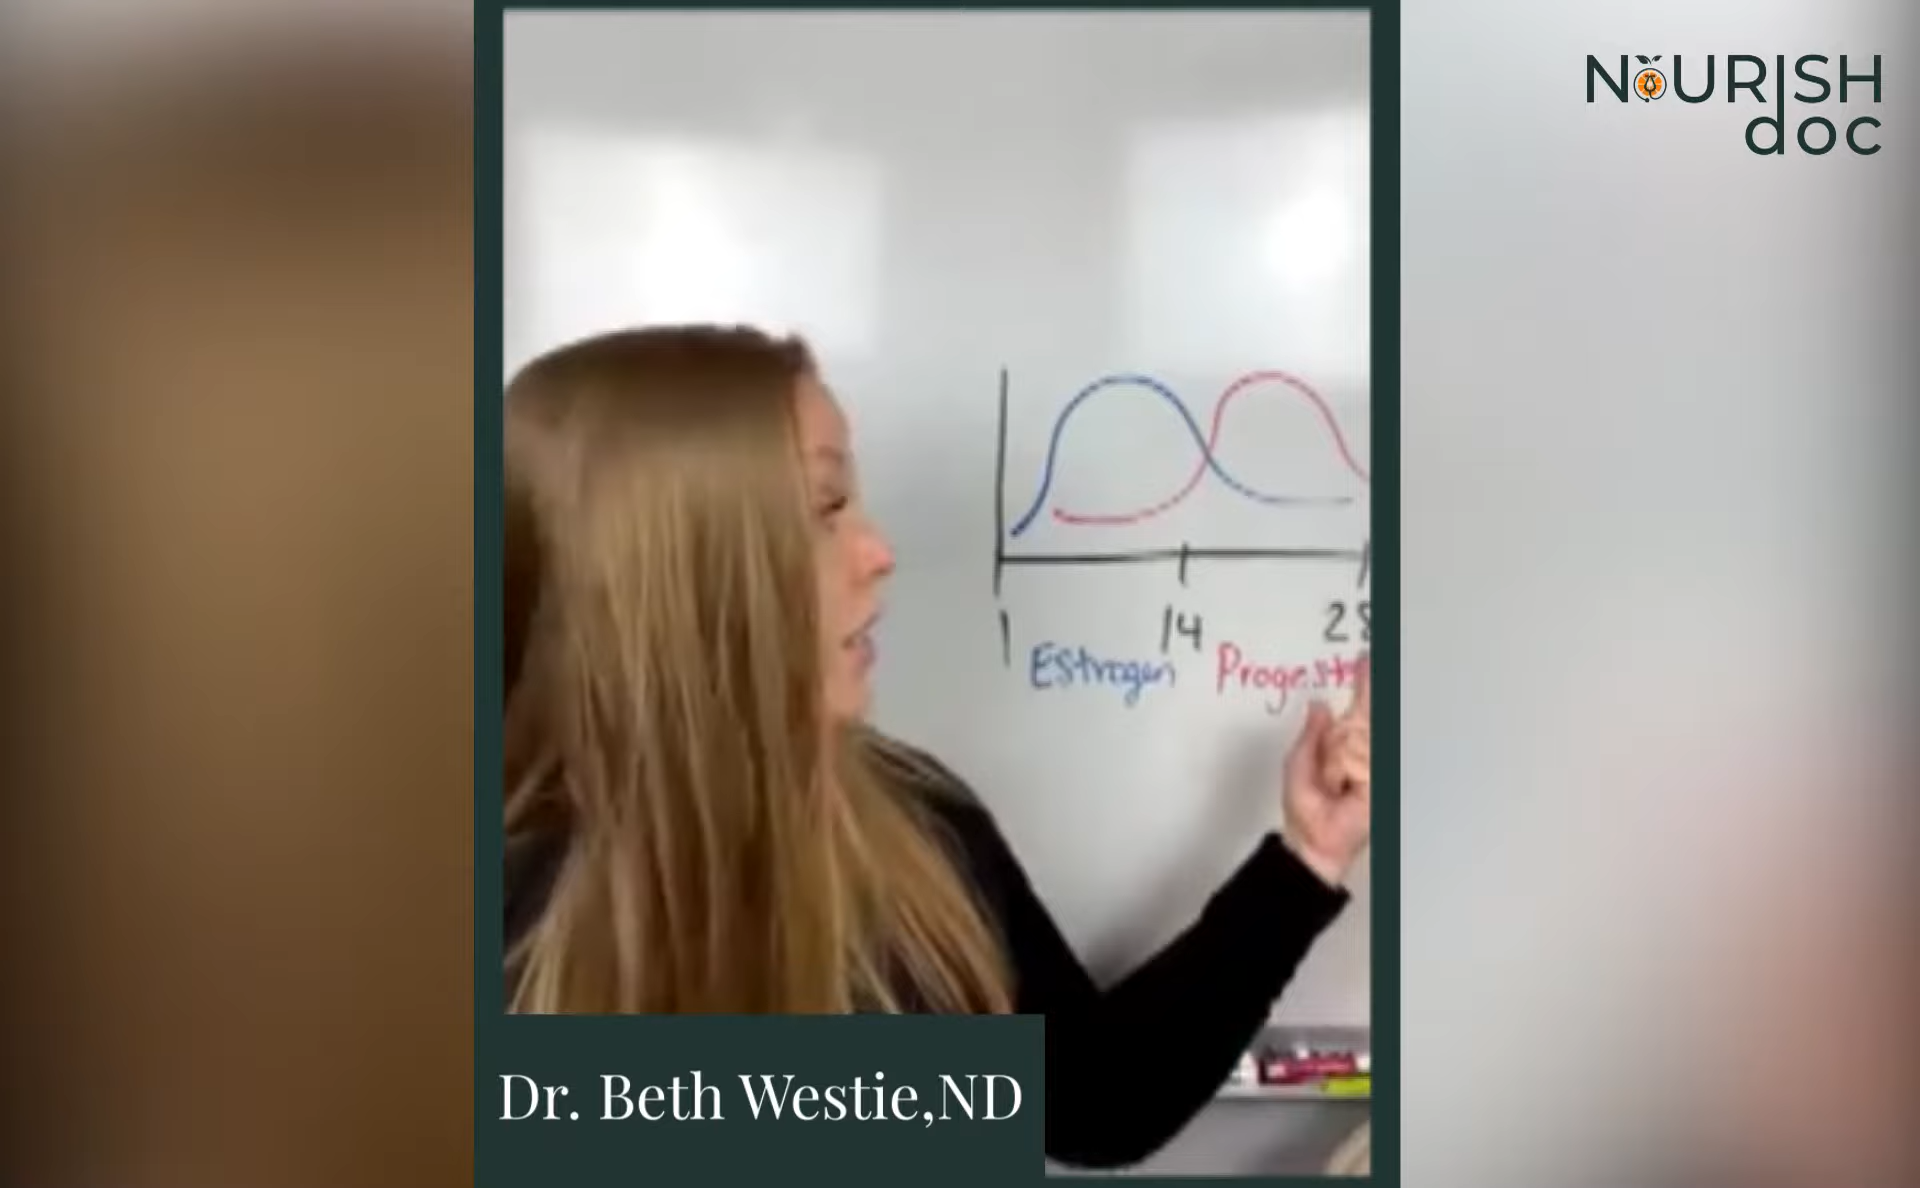 NOURISH
doc
1 14 28
Estrogen
Dr. Beth Westie,ND